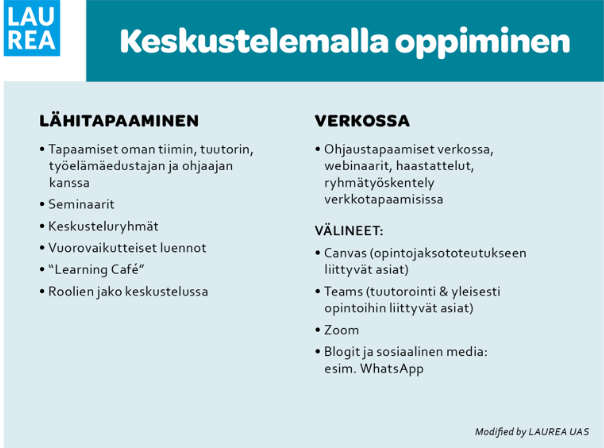 LAU
REA
Keskustelemalla oppiminen
LÄHITAPAAMINEN
• Tapaamiset oman tiimin, tuutorin,
työelämäedustajan ja ohjaajan
kanssa
• Seminaarit
• Keskusteluryhmät
• Vuorovaikutteiset luennot
• “Learning Café”
• Roolien jako keskustelussa
VERKOSSA
• Ohjaustapaamiset verkossa,
webinaarit, haastattelut,
ryhmätyöskentely
verkkotapaamisissa
VÄLINEET:
• Canvas (opintojaksototeutukseen
liittyvät asiat)
• Teams (tuutorointi & yleisesti
opintoihin liittyvät asiat)
• Zoom
• Blogit ja sosiaalinen media:
esim. WhatsApp
Modified by LAUREA UAS